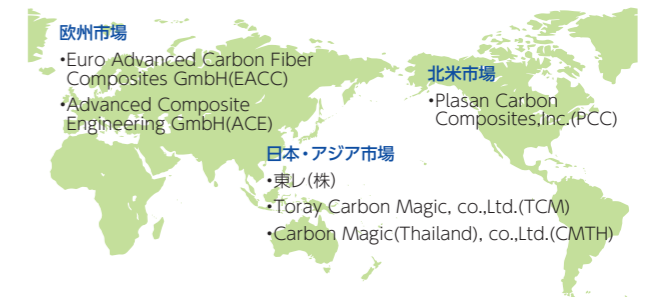 欧州市場
・Euro Advanced Carbon Fiber
Composites GmbH(EACC)
・Advanced Composite
Engineering GmbH(ACE)
北米市場
・Plasan Carbon
Composites,Inc.(PCC)
日本・アジア市場
・東レ(株)
・Toray Carbon Magic, co.,Ltd.(TCM)
・Carbon Magic(Thailand), co.,Ltd.(CMTH)